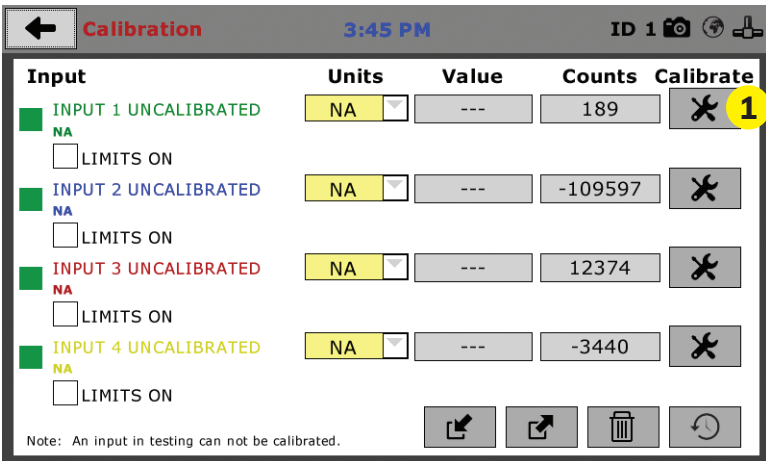 Calibration 3:45 PM ID 1
Input Units Value Counts Calibrate
INPUT 1 UNCALIBRATED NA --- 189 1
NA
LIMITS ON
INPUT 2 UNCALIBRATED NA --- -109597
NA
LIMITS ON
INPUT 3 UNCALIBRATED NA --- 12374
NA
LIMITS ON
INPUT 4 UNCALIBRATED NA --- -3440
NA
LIMITS ON
Note: An input in testing can not be calibrated.